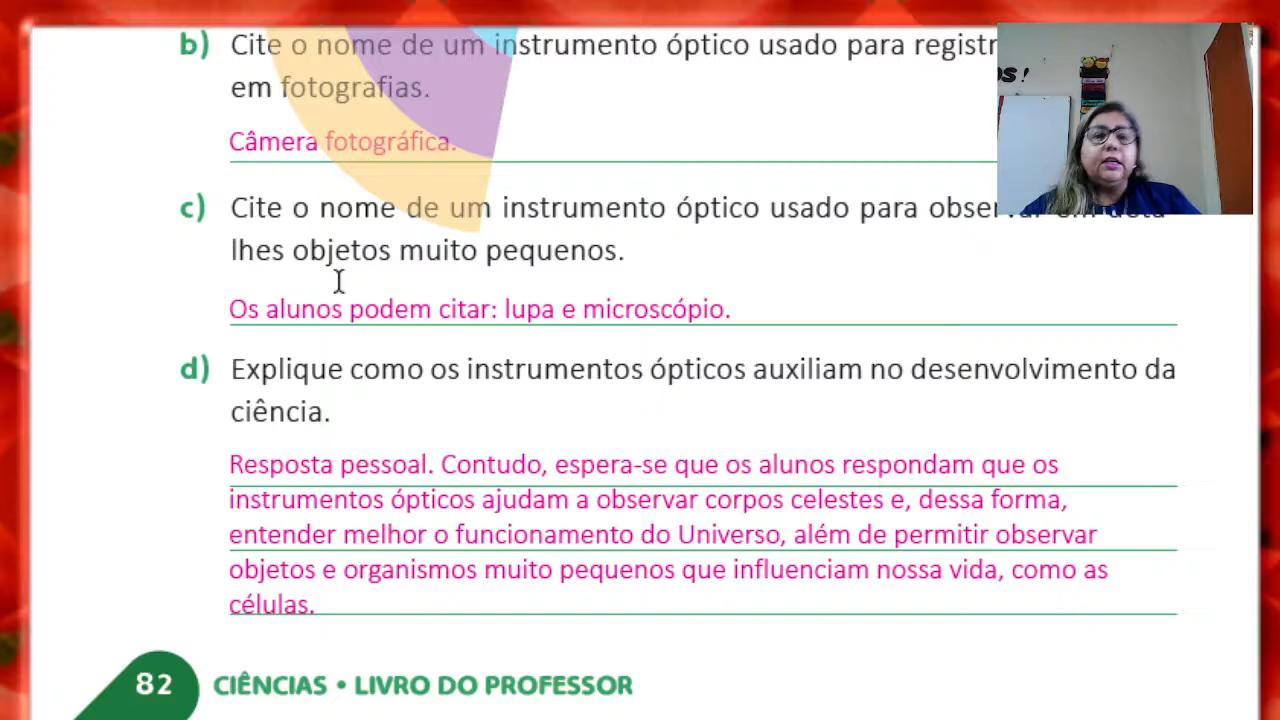 b) Cite o nome de um instrumento óptico usado para registr
em fotografias.
Câmera fotográfica.
c) Cite o nome de um instrumento óptico usado para observar em deta-
lhes objetos muito pequenos.
Os alunos podem citar: lupa e microscópio.
d) Explique como os instrumentos ópticos auxiliam no desenvolvimento da
ciência.
Resposta pessoal. Contudo, espera-se que os alunos respondam que os
instrumentos ópticos ajudam a observar corpos celestes e, dessa forma,
entender melhor o funcionamento do Universo, além de permitir observar
objetos e organismos muito pequenos que influenciam nossa vida, como as
células.
82 CIÊNCIAS • LIVRO DO PROFESSOR